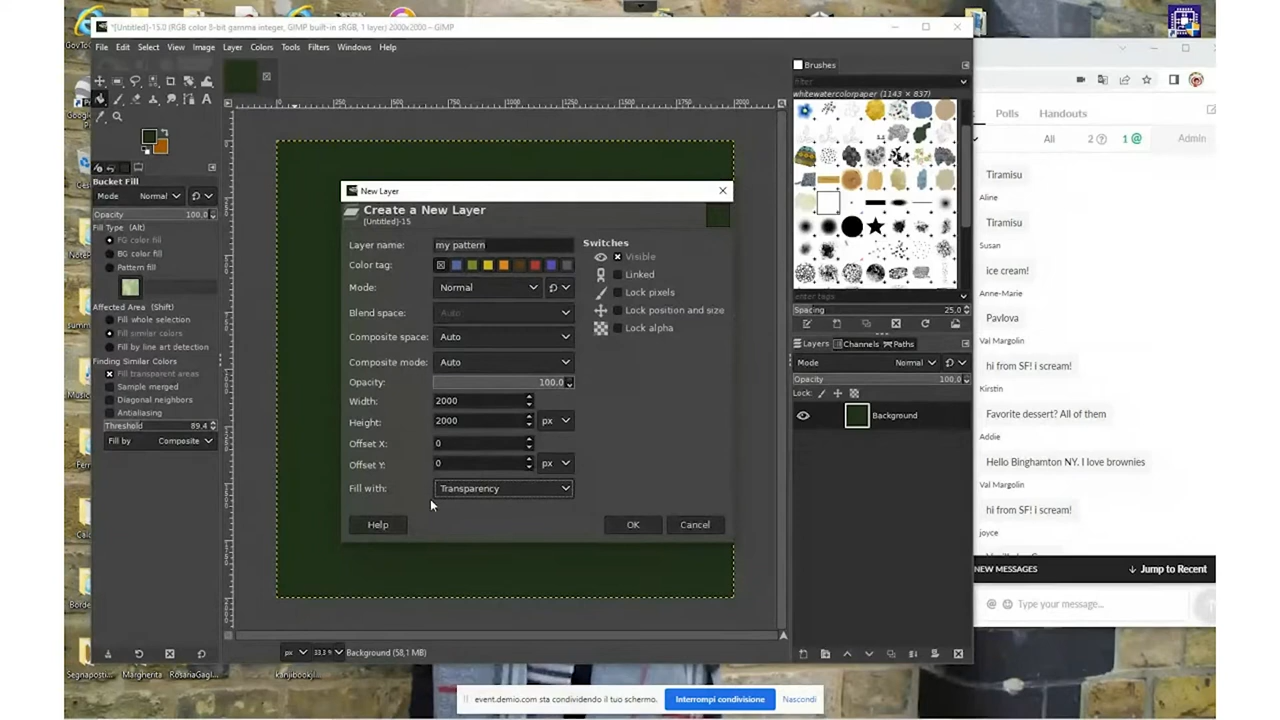 *[Untitled]-15.0 (RGB color 8-bit gamma integer, GIMP built-in sRGB, 1 layer) 2000x2000 – GIMP
File Edit Select View Image Layer Colors Tools Filters Windows Help
Bucket Fill
Mode Normal
Opacity 100,0
Fill Type (Alt)
FG color fill
BG color fill
Pattern fill
Affected Area (Shift)
Fill whole selection
Fill similar colors
Fill by line art detection
Finding Similar Colors
Fill transparent areas
Sample merged
Diagonal neighbors
Antialiasing
Threshold 89,4
Fill by Composite
New Layer
Create a New Layer
[Untitled]-15
Layer name: my pattern
Color tag:
Mode: Normal
Blend space: Auto
Composite space: Auto
Composite mode: Auto
Opacity: 100,0
Width: 2000
Height: 2000 px
Offset X: 0
Offset Y: 0 px
Fill with: Transparency
Switches
Visible
Linked
Lock pixels
Lock position and size
Lock alpha
Help OK Cancel
px 33,3 % Background (58,1 MB)
Brushes
filter
whitewatercolorpaper (1143 × 837)
enter tags
Spacing 25,0
Layers Channels Paths
Mode Normal
Opacity 100,0
Lock:
Background
Polls Handouts
All 2 1@ Admin
Tiramisu
Aline
Tiramisu
Susan
ice cream!
Anne-Marie
Pavlova
Val Margolin
hi from SF! i scream!
Kirstin
Favorite dessert? All of them
Addie
Hello Binghamton NY. I love brownies
Val Margolin
hi from SF! i scream!
joyce
NEW MESSAGES Jump to Recent
@ Type your message...
Margherita
kanjibookj
event.demio.com sta condividendo il tuo schermo. Interrompi condivisione Nascondi